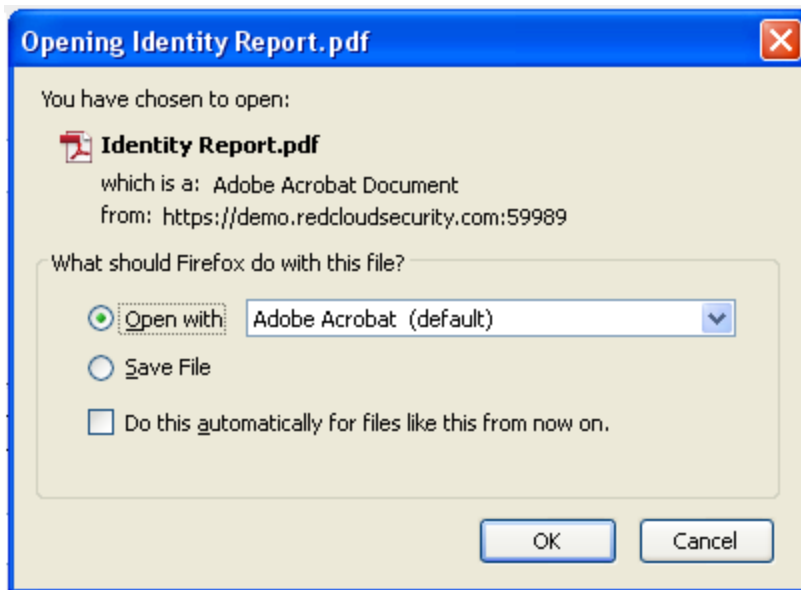 Opening Identity Report.pdf
You have chosen to open:
Identity Report.pdf
which is a: Adobe Acrobat Document
from: https://demo.redcloudsecurity.com:59989
What should Firefox do with this file?
Open with Adobe Acrobat (default)
Save File
Do this automatically for files like this from now on.
OK Cancel